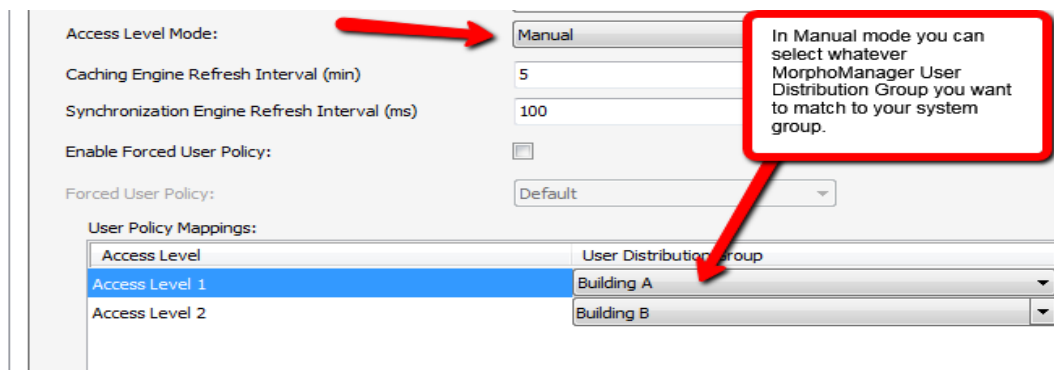 Access Level Mode:
Manual
Caching Engine Refresh Interval (min)
5
Synchronization Engine Refresh Interval (ms)
100
Enable Forced User Policy:
Forced User Policy:
Default
In Manual mode you can
select whatever
MorphoManager User
Distribution Group you want
to match to your system
group.
User Policy Mappings:
Access Level
User Distribution Group
Access Level 1
Building A
Access Level 2
Building B